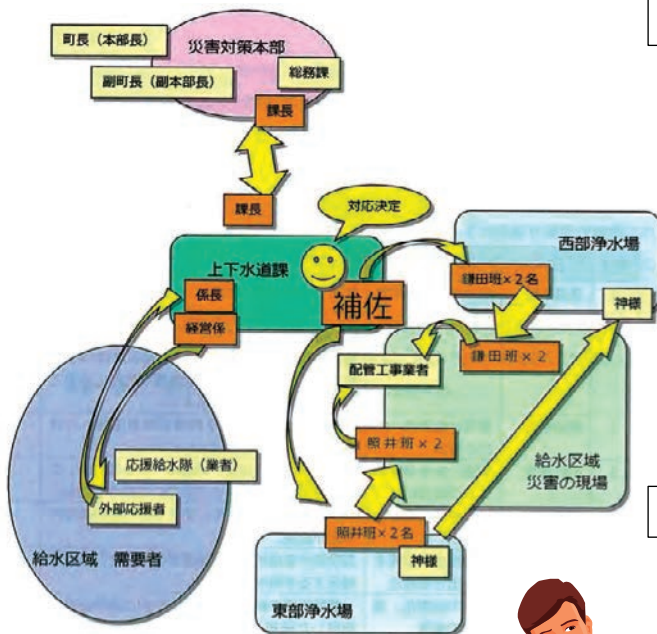 町長（本部長）
災害対策本部
副町長（副本部長）
総務課
課長
課長
対応決定
上下水道課
係長
補佐
経営係
西部浄水場
鎌田班×2名
神様
鎌田班×2
配管工事業者
照井班×2
給水区域
災害の現場
応援給水隊（業者）
外部応援者
給水区域　需要者
照井班×2名
神様
東部浄水場